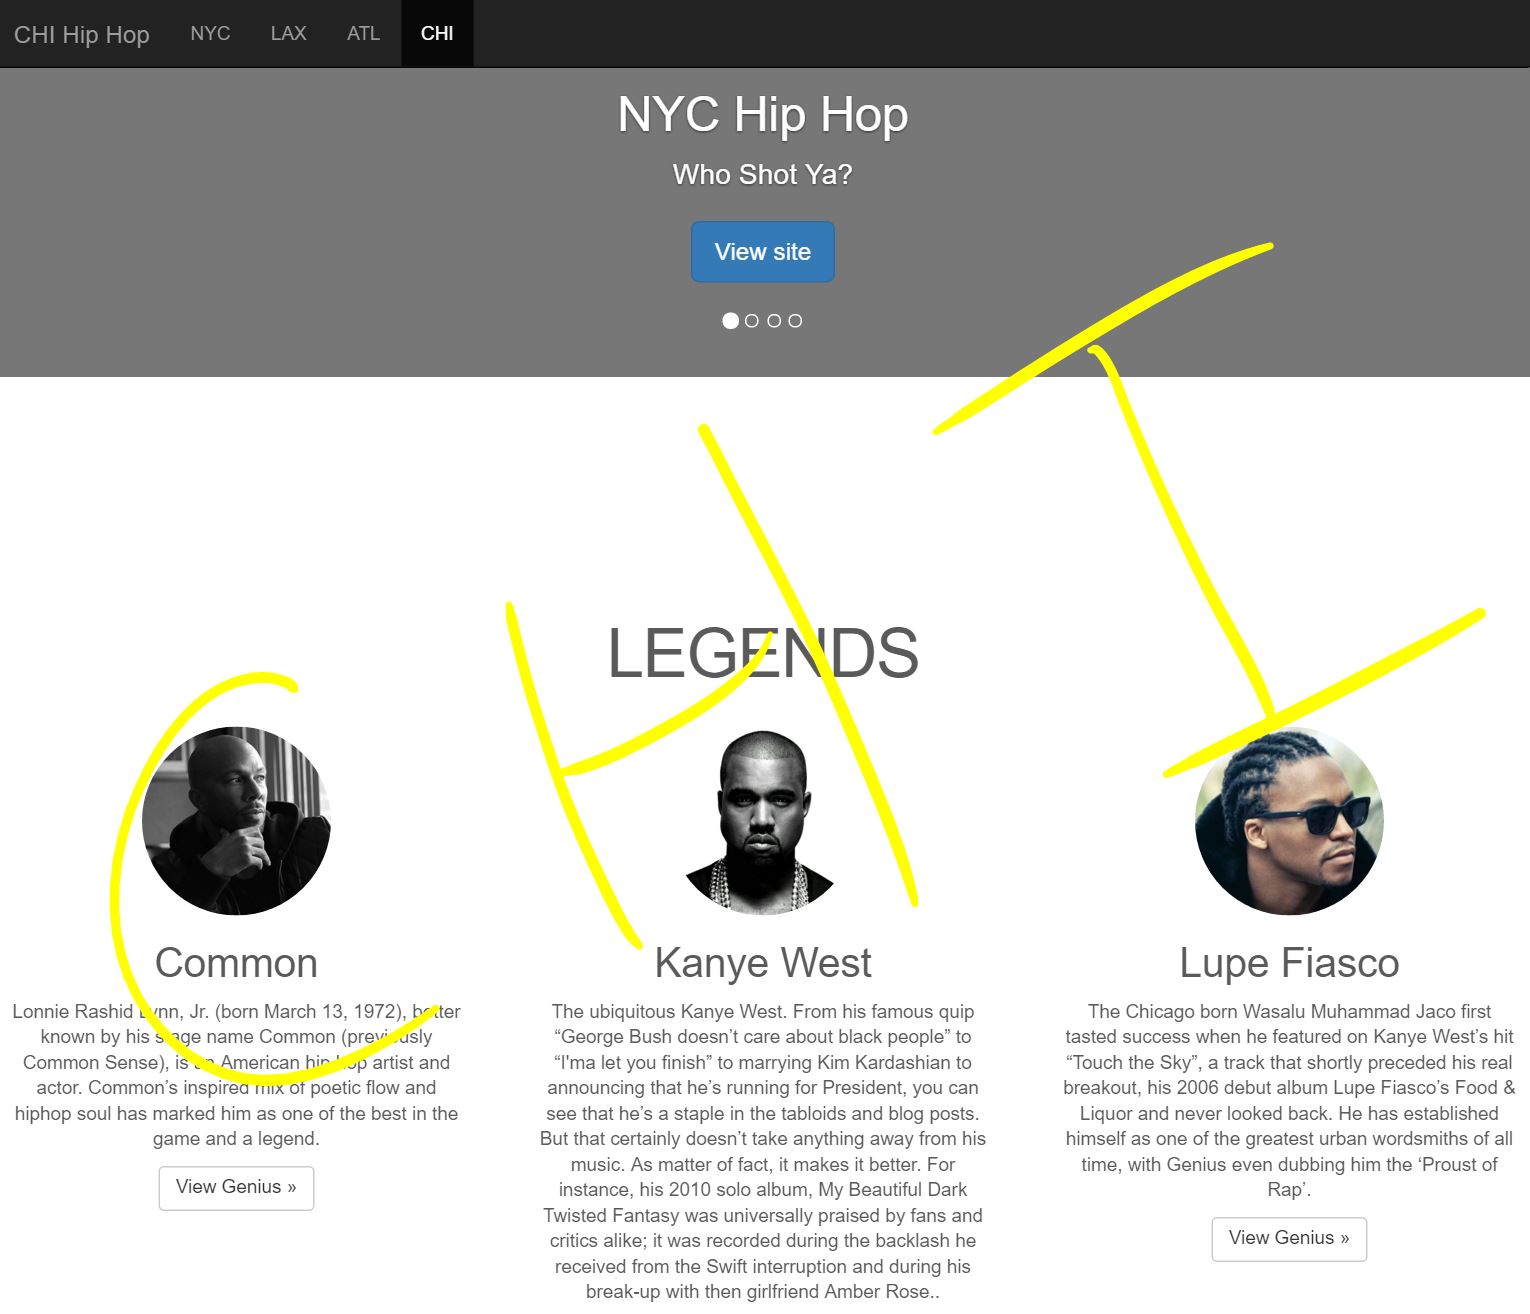 CHI Hip Hop NYC LAX ATL CHI
NYC Hip Hop
Who Shot Ya?
View site
CHI
LEGENDS
Common
Lonnie Rashid Lynn, Jr. (born March 13, 1972), better
known by his stage name Common (previously
Common Sense), is an American hip hop artist and
actor. Common’s inspired mix of poetic flow and
hiphop soul has marked him as one of the best in the
game and a legend.
View Genius »
Kanye West
The ubiquitous Kanye West. From his famous quip
“George Bush doesn’t care about black people” to
“I'ma let you finish” to marrying Kim Kardashian to
announcing that he’s running for President, you can
see that he’s a staple in the tabloids and blog posts.
But that certainly doesn’t take anything away from his
music. As matter of fact, it makes it better. For
instance, his 2010 solo album, My Beautiful Dark
Twisted Fantasy was universally praised by fans and
critics alike; it was recorded during the backlash he
received from the Swift interruption and during his
break-up with then girlfriend Amber Rose..
Lupe Fiasco
The Chicago born Wasalu Muhammad Jaco first
tasted success when he featured on Kanye West’s hit
“Touch the Sky”, a track that shortly preceded his real
breakout, his 2006 debut album Lupe Fiasco’s Food &
Liquor and never looked back. He has established
himself as one of the greatest urban wordsmiths of all
time, with Genius even dubbing him the ‘Proust of
Rap’.
View Genius »